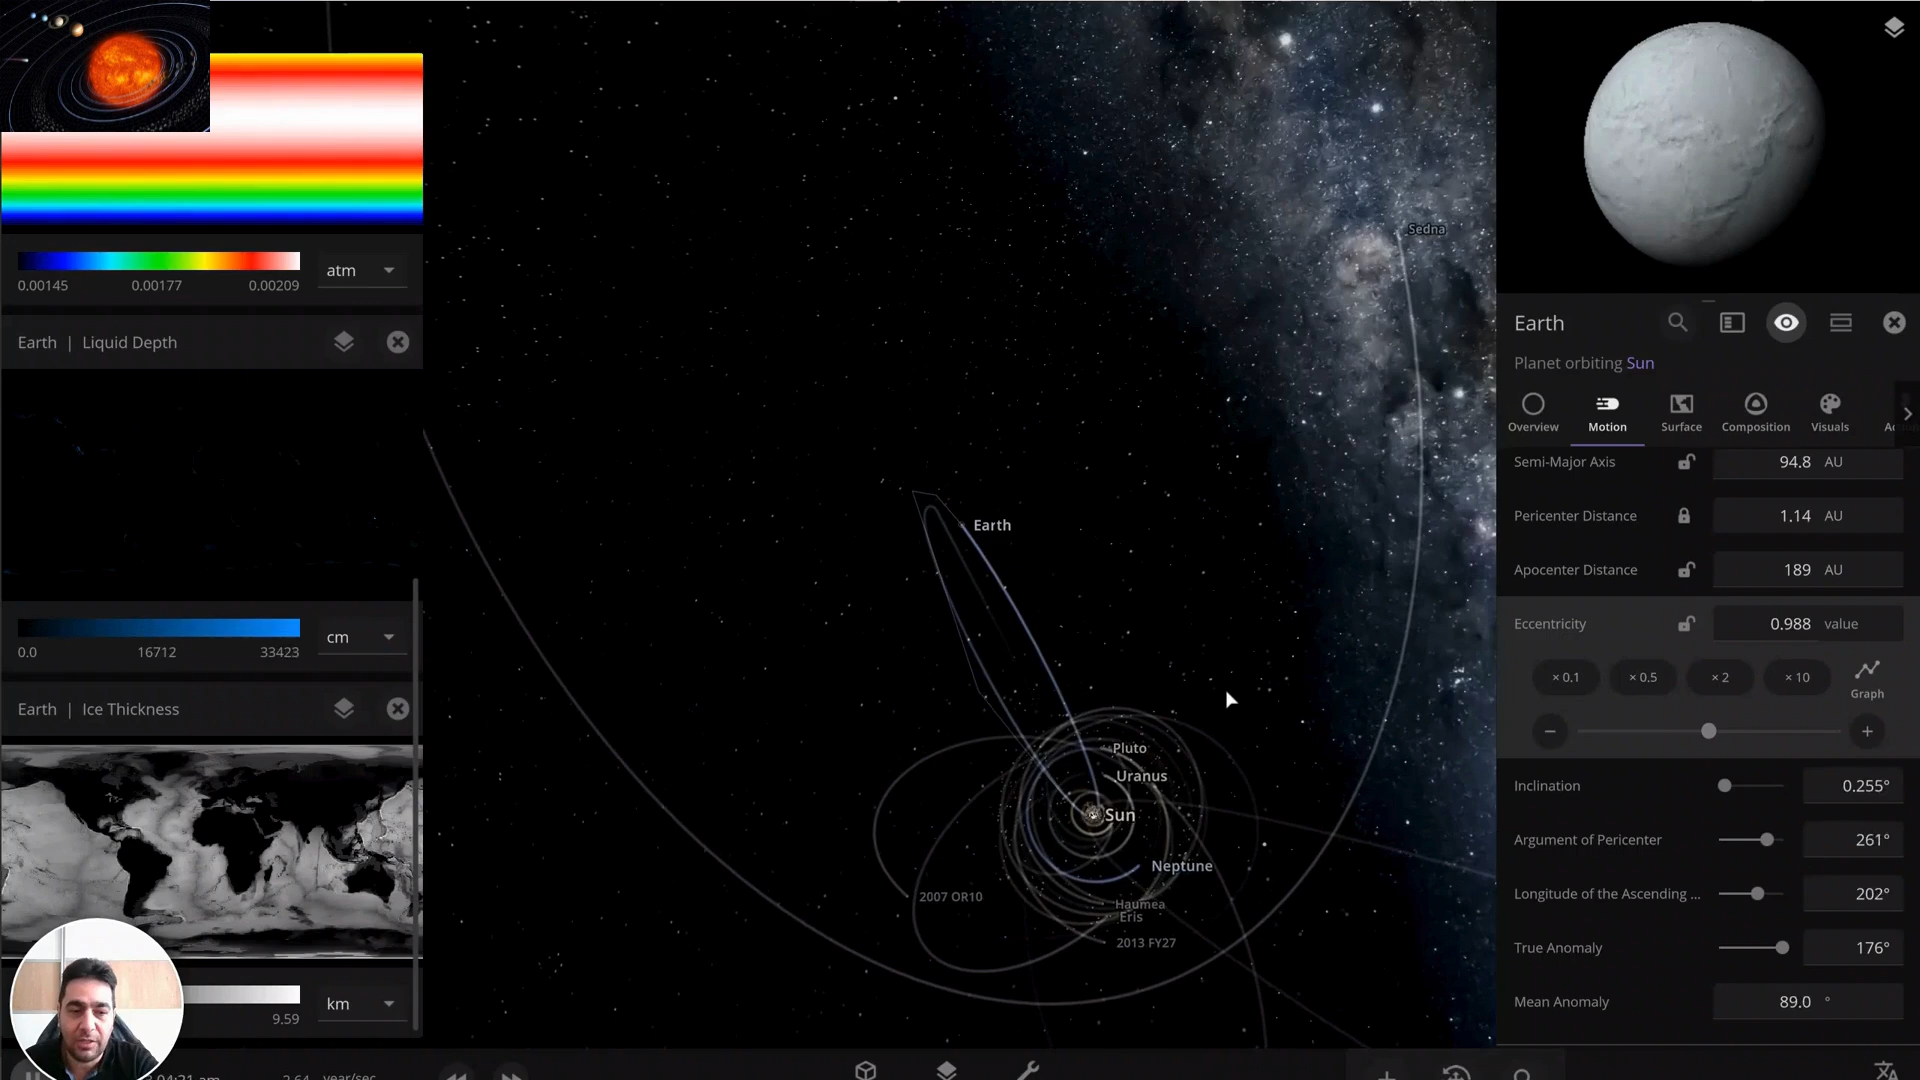 atm
0.00145 0.00177 0.00209
Earth | Liquid Depth
cm
0.0 16712 33423
Earth | Ice Thickness
km
9.59
2.64 year/sec
Sedna
Earth
Pluto
Uranus
Sun
Neptune
2007 OR10
Haumea
Eris
2013 FY27
Earth
Planet orbiting Sun
Overview Motion Surface Composition Visuals
Semi-Major Axis 94.8 AU
Pericenter Distance 1.14 AU
Apocenter Distance 189 AU
Eccentricity 0.988 value
× 0.1 × 0.5 × 2 × 10 Graph
Inclination 0.255°
Argument of Pericenter 261°
Longitude of the Ascending ... 202°
True Anomaly 176°
Mean Anomaly 89.0 °